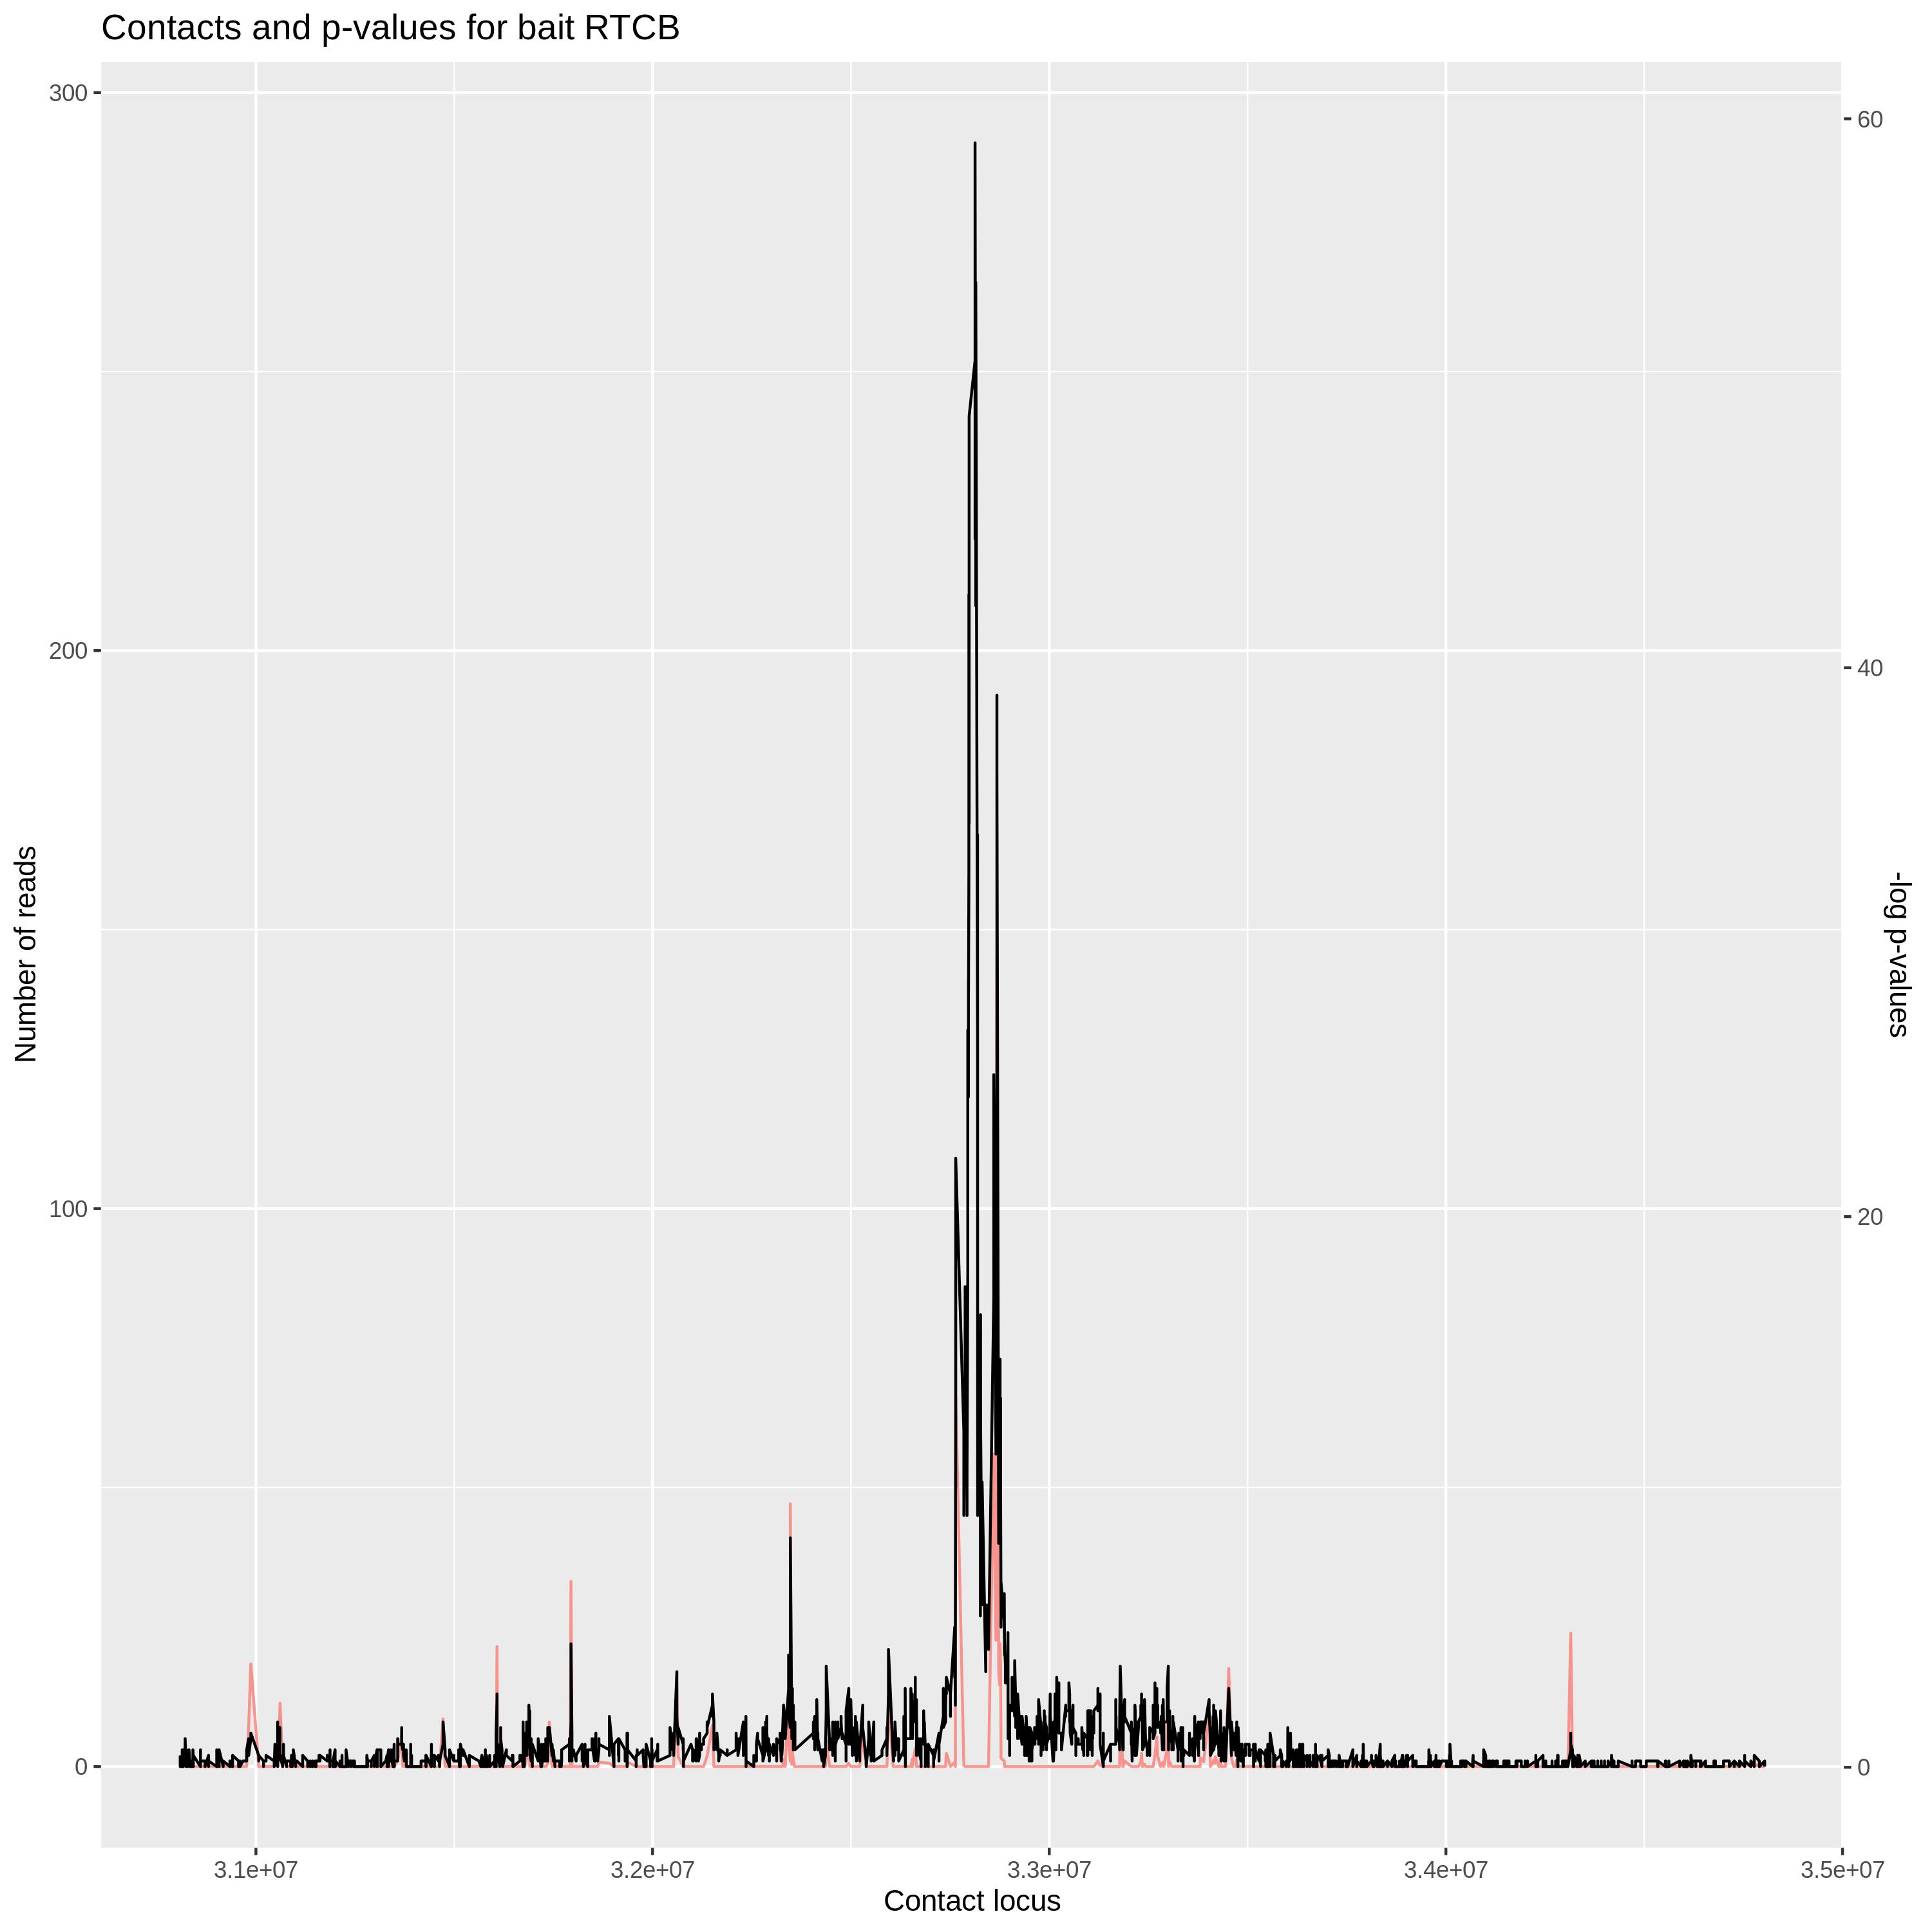 Contacts and p-values for bait RTCB
300
200
100
0
Number of reads
60
40
20
0
-log p-values
3.1e+07 3.2e+07 3.3e+07 3.4e+07 3.5e+07
Contact locus